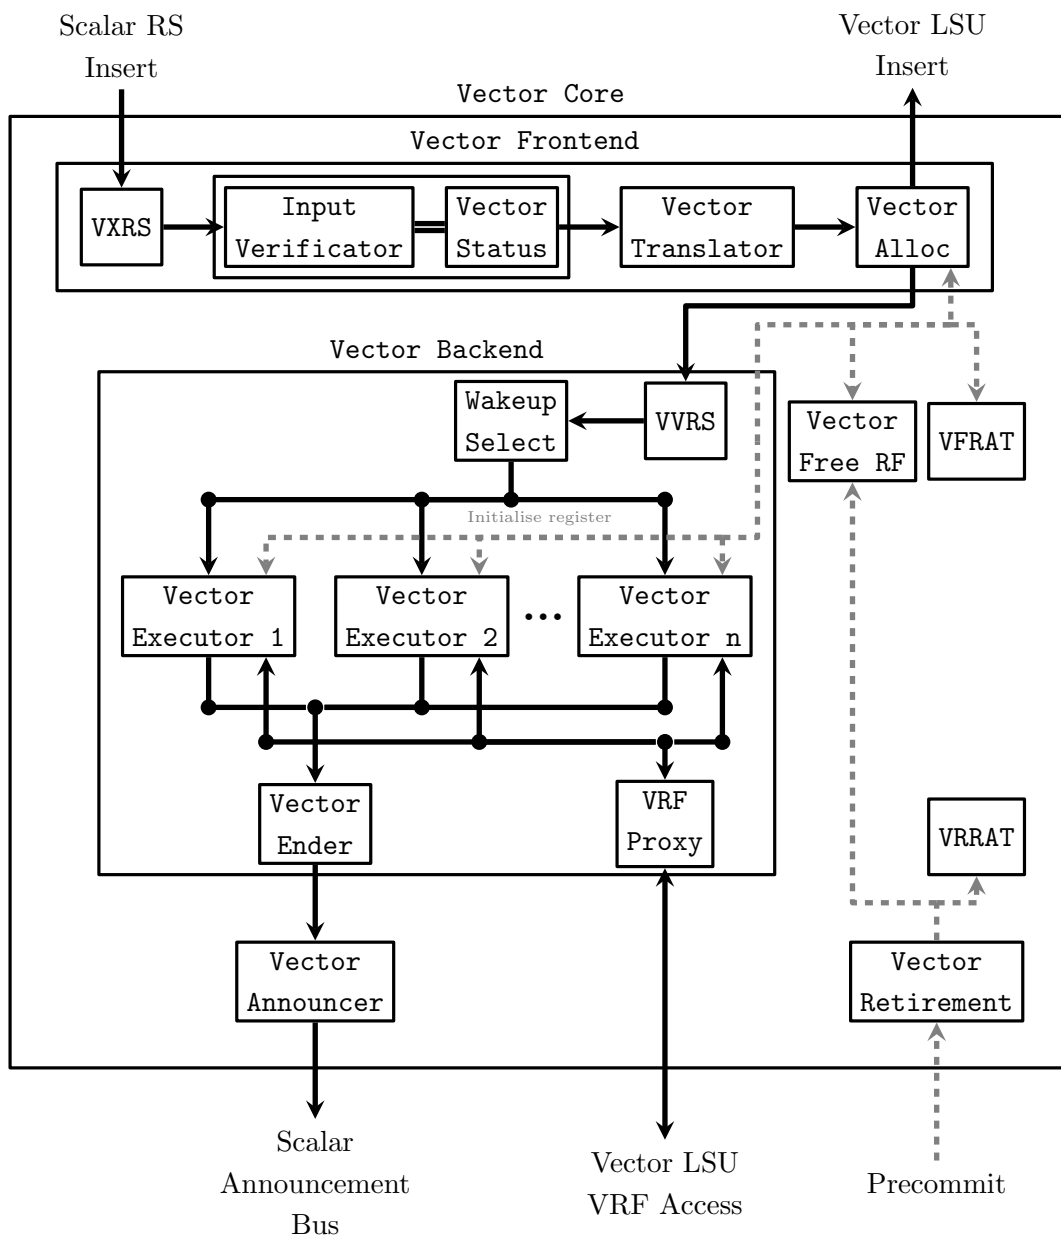 Scalar RS
Insert
Vector LSU
Insert
Vector Core
Vector Frontend
VXRS
Input
Verificator
Vector
Status
Vector
Translator
Vector
Alloc
Vector Backend
Wakeup
Select
VVRS
Vector
Free RF
VFRAT
Initialise register
Vector
Executor 1
Vector
Executor 2
...
Vector
Executor n
Vector
Ender
VRF
Proxy
VRRAT
Vector
Announcer
Vector
Retirement
Scalar
Announcement
Bus
Vector LSU
VRF Access
Precommit